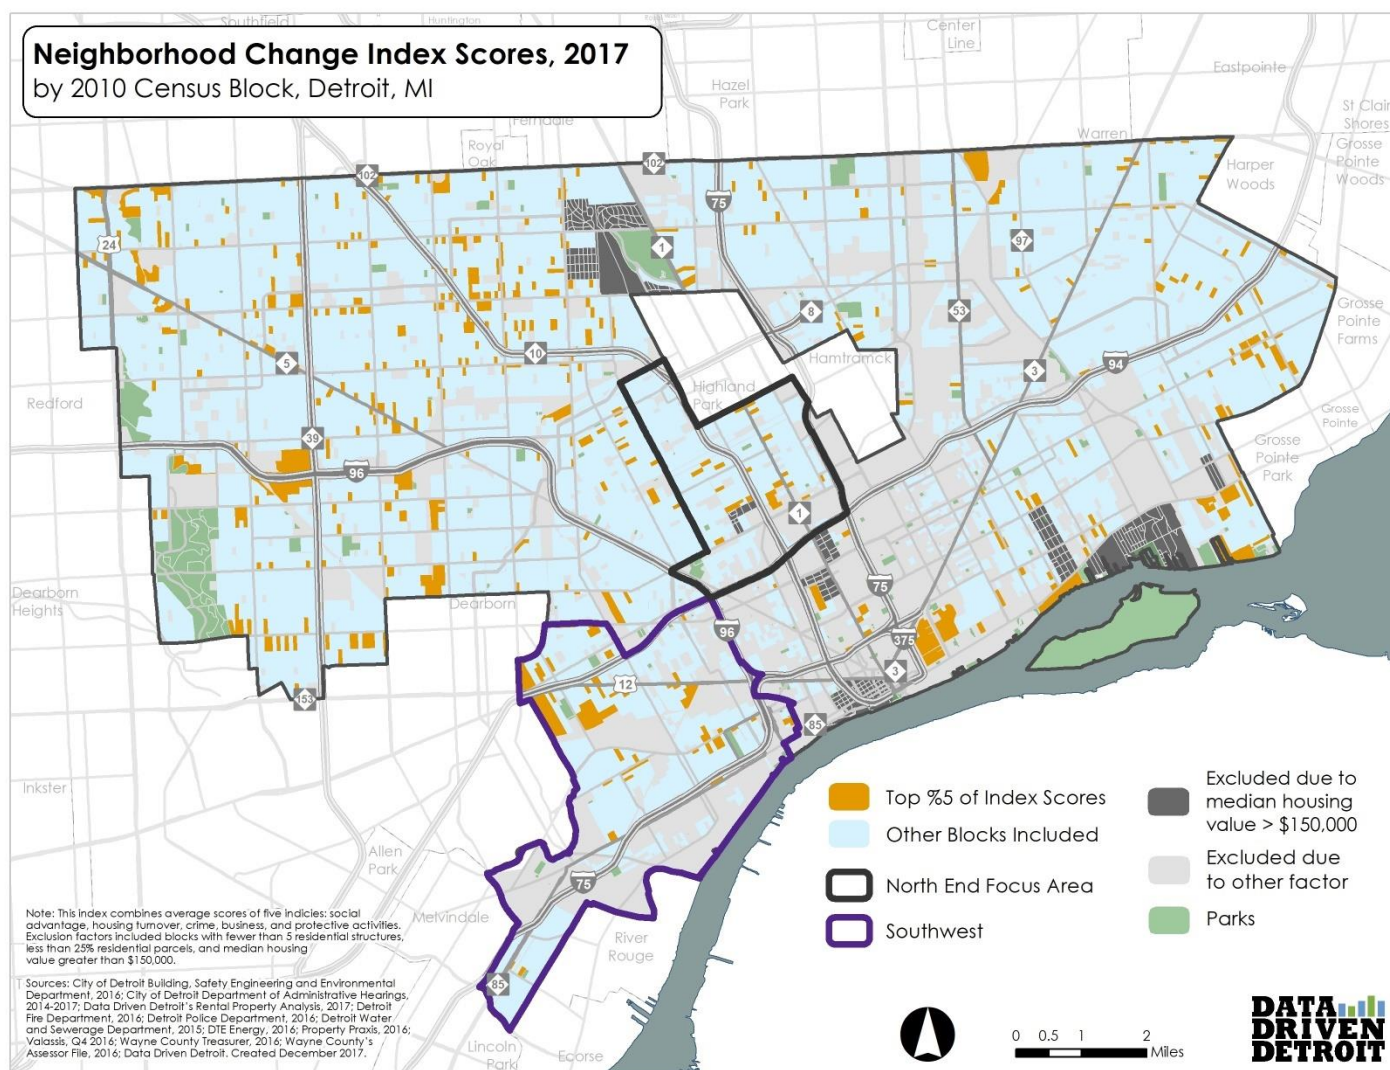 Southfield
Huntington
Neighborhood Change Index Scores, 2017
by 2010 Census Block, Detroit, MI
Center
Line
Eastpointe
Hazel
Park
St Clair
Shores
Ferndale
Warren
Royal
Oak
Grosse
Pointe
Woods
Harper
Woods
102
102
75
24
1
97
8
53
Grosse
Pointe
Farms
10
5
Hamtramck
3
94
Highland
Park
Redford
Grosse
Pointe
39
96
Grosse
Pointe
Park
1
75
Dearborn
Heights
Dearborn
96
375
12
3
153
85
Inkster
Top %5 of Index Scores
Other Blocks Included
North End Focus Area
Southwest
Excluded due to
median housing
value > $150,000
Excluded due
to other factor
Parks
Allen
Park
75
Melvindale
River
Rouge
85
Lincoln
Park
Ecorse
Note: This index combines average scores of five indicies: social
advantage, housing turnover, crime, business, and protective activities.
Exclusion factors included blocks with fewer than 5 residential structures,
less than 25% residential parcels, and median housing
value greater than $150,000.
Sources: City of Detroit Building, Safety Engineering and Environmental
Department, 2016; City of Detroit Department of Administrative Hearings,
2014-2017; Data Driven Detroit's Rental Property Analysis, 2017; Detroit
Fire Department, 2016; Detroit Police Department, 2016; Detroit Water
and Sewerage Department, 2015; DTE Energy, 2016; Property Praxis, 2016;
Valassis, Q4 2016; Wayne County Treasurer, 2016; Wayne County's
Assessor File, 2016; Data Driven Detroit. Created December 2017.
0 0.5 1 2
Miles
DATA
DRIVEN
DETROIT